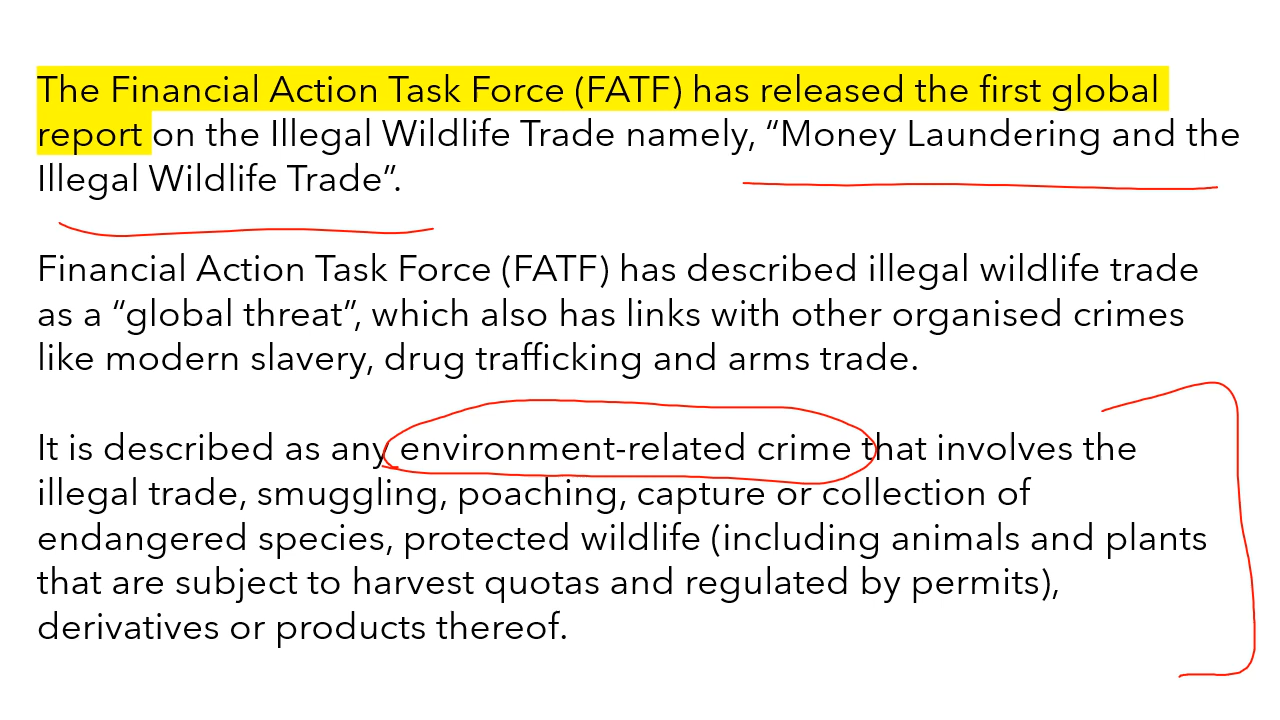 The Financial Action Task Force (FATF) has released the first global
report on the Illegal Wildlife Trade namely, “Money Laundering and the
Illegal Wildlife Trade”.
Financial Action Task Force (FATF) has described illegal wildlife trade
as a “global threat”, which also has links with other organised crimes
like modern slavery, drug trafficking and arms trade.
It is described as any environment-related crime that involves the
illegal trade, smuggling, poaching, capture or collection of
endangered species, protected wildlife (including animals and plants
that are subject to harvest quotas and regulated by permits),
derivatives or products thereof.